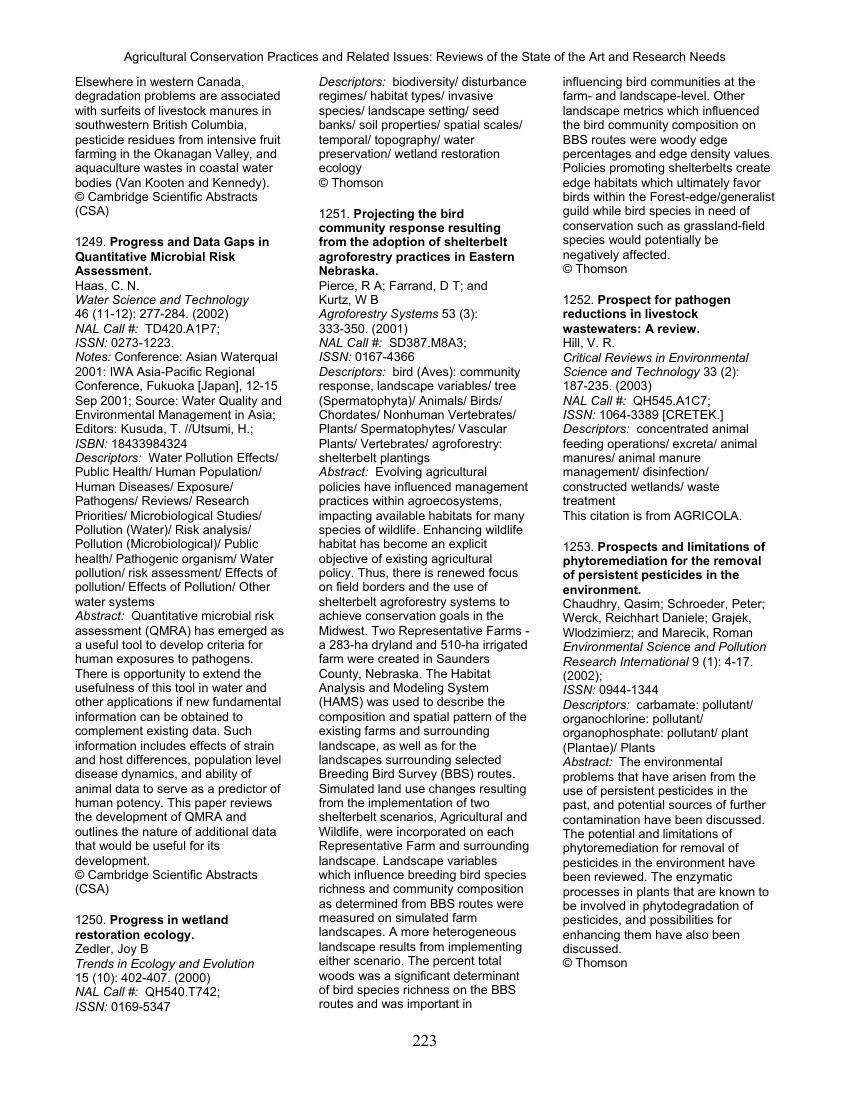 Agricultural Conservation Practices and Related Issues: Reviews of the State of the Art and Research Needs
Elsewhere in western Canada,
degradation problems are associated
with surfeits of livestock manures in
southwestern British Columbia,
pesticide residues from intensive fruit
farming in the Okanagan Valley, and
aquaculture wastes in coastal water
bodies (Van Kooten and Kennedy).
© Cambridge Scientific Abstracts
(CSA)
1249. Progress and Data Gaps in
Quantitative Microbial Risk
Assessment.
Haas, C. N.
Water Science and Technology
46 (11-12): 277-284. (2002)
NAL Call #: TD420.A1P7;
ISSN: 0273-1223.
Notes: Conference: Asian Waterqual
2001: IWA Asia-Pacific Regional
Conference, Fukuoka [Japan], 12-15
Sep 2001; Source: Water Quality and
Environmental Management in Asia;
Editors: Kusuda, T. //Utsumi, H.;
ISBN: 18433984324
Descriptors: Water Pollution Effects/
Public Health/ Human Population/
Human Diseases/ Exposure/
Pathogens/ Reviews/ Research
Priorities/ Microbiological Studies/
Pollution (Water)/ Risk analysis/
Pollution (Microbiological)/ Public
health/ Pathogenic organism/ Water
pollution/ risk assessment/ Effects of
pollution/ Effects of Pollution/ Other
water systems
Abstract: Quantitative microbial risk
assessment (QMRA) has emerged as
a useful tool to develop criteria for
human exposures to pathogens.
There is opportunity to extend the
usefulness of this tool in water and
other applications if new fundamental
information can be obtained to
complement existing data. Such
information includes effects of strain
and host differences, population level
disease dynamics, and ability of
animal data to serve as a predictor of
human potency. This paper reviews
the development of QMRA and
outlines the nature of additional data
that would be useful for its
development.
© Cambridge Scientific Abstracts
(CSA)
1250. Progress in wetland
restoration ecology.
Zedler, Joy B
Trends in Ecology and Evolution
15 (10): 402-407. (2000)
NAL Call #: QH540.T742;
ISSN: 0169-5347
Descriptors: biodiversity/ disturbance
regimes/ habitat types/ invasive
species/ landscape setting/ seed
banks/ soil properties/ spatial scales/
temporal/ topography/ water
preservation/ wetland restoration
ecology
© Thomson
1251. Projecting the bird
community response resulting
from the adoption of shelterbelt
agroforestry practices in Eastern
Nebraska.
Pierce, R A; Farrand, D T; and
Kurtz, W B
Agroforestry Systems 53 (3):
333-350. (2001)
NAL Call #: SD387.M8A3;
ISSN: 0167-4366
Descriptors: bird (Aves): community
response, landscape variables/ tree
(Spermatophyta)/ Animals/ Birds/
Chordates/ Nonhuman Vertebrates/
Plants/ Spermatophytes/ Vascular
Plants/ Vertebrates/ agroforestry:
shelterbelt plantings
Abstract: Evolving agricultural
policies have influenced management
practices within agroecosystems,
impacting available habitats for many
species of wildlife. Enhancing wildlife
habitat has become an explicit
objective of existing agricultural
policy. Thus, there is renewed focus
on field borders and the use of
shelterbelt agroforestry systems to
achieve conservation goals in the
Midwest. Two Representative Farms -
a 283-ha dryland and 510-ha irrigated
farm were created in Saunders
County, Nebraska. The Habitat
Analysis and Modeling System
(HAMS) was used to describe the
composition and spatial pattern of the
existing farms and surrounding
landscape, as well as for the
landscapes surrounding selected
Breeding Bird Survey (BBS) routes.
Simulated land use changes resulting
from the implementation of two
shelterbelt scenarios, Agricultural and
Wildlife, were incorporated on each
Representative Farm and surrounding
landscape. Landscape variables
which influence breeding bird species
richness and community composition
as determined from BBS routes were
measured on simulated farm
landscapes. A more heterogeneous
landscape results from implementing
either scenario. The percent total
woods was a significant determinant
of bird species richness on the BBS
routes and was important in
influencing bird communities at the
farm- and landscape-level. Other
landscape metrics which influenced
the bird community composition on
BBS routes were woody edge
percentages and edge density values.
Policies promoting shelterbelts create
edge habitats which ultimately favor
birds within the Forest-edge/generalist
guild while bird species in need of
conservation such as grassland-field
species would potentially be
negatively affected.
© Thomson
1252. Prospect for pathogen
reductions in livestock
wastewaters: A review.
Hill, V. R.
Critical Reviews in Environmental
Science and Technology 33 (2):
187-235. (2003)
NAL Call #: QH545.A1C7;
ISSN: 1064-3389 [CRETEK.]
Descriptors: concentrated animal
feeding operations/ excreta/ animal
manures/ animal manure
management/ disinfection/
constructed wetlands/ waste
treatment
This citation is from AGRICOLA.
1253. Prospects and limitations of
phytoremediation for the removal
of persistent pesticides in the
environment.
Chaudhry, Qasim; Schroeder, Peter;
Werck, Reichhart Daniele; Grajek,
Wlodzimierz; and Marecik, Roman
Environmental Science and Pollution
Research International 9 (1): 4-17.
(2002);
ISSN: 0944-1344
Descriptors: carbamate: pollutant/
organochlorine: pollutant/
organophosphate: pollutant/ plant
(Plantae)/ Plants
Abstract: The environmental
problems that have arisen from the
use of persistent pesticides in the
past, and potential sources of further
contamination have been discussed.
The potential and limitations of
phytoremediation for removal of
pesticides in the environment have
been reviewed. The enzymatic
processes in plants that are known to
be involved in phytodegradation of
pesticides, and possibilities for
enhancing them have also been
discussed.
© Thomson
223